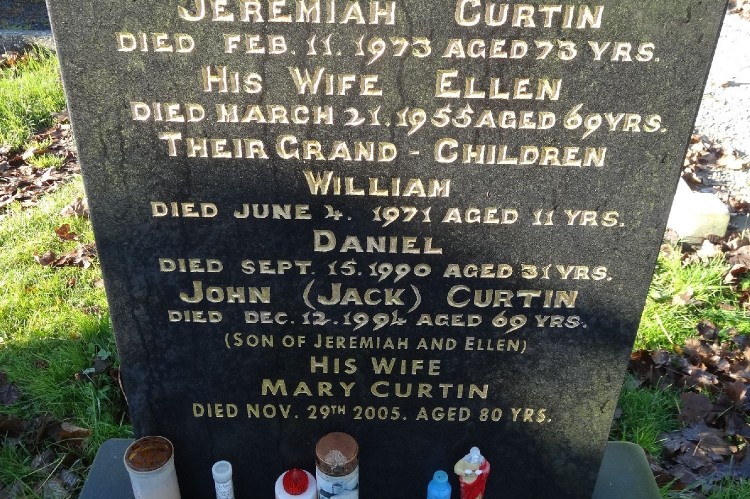 JEREMIAH CURTIN
DIED FEB. 11. 1973 AGED 73 YRS.
HIS WIFE ELLEN
DIED MARCH 21. 1955 AGED 69 YRS.
THEIR GRAND - CHILDREN
WILLIAM
DIED JUNE 4. 1971 AGED 11 YRS.
DANIEL
DIED SEPT. 15. 1990 AGED 31 YRS.
JOHN (JACK) CURTIN
DIED DEC. 12. 1994 AGED 69 YRS.
(SON OF JEREMIAH AND ELLEN)
HIS WIFE
MARY CURTIN
DIED NOV. 29TH 2005. AGED 80 YRS.